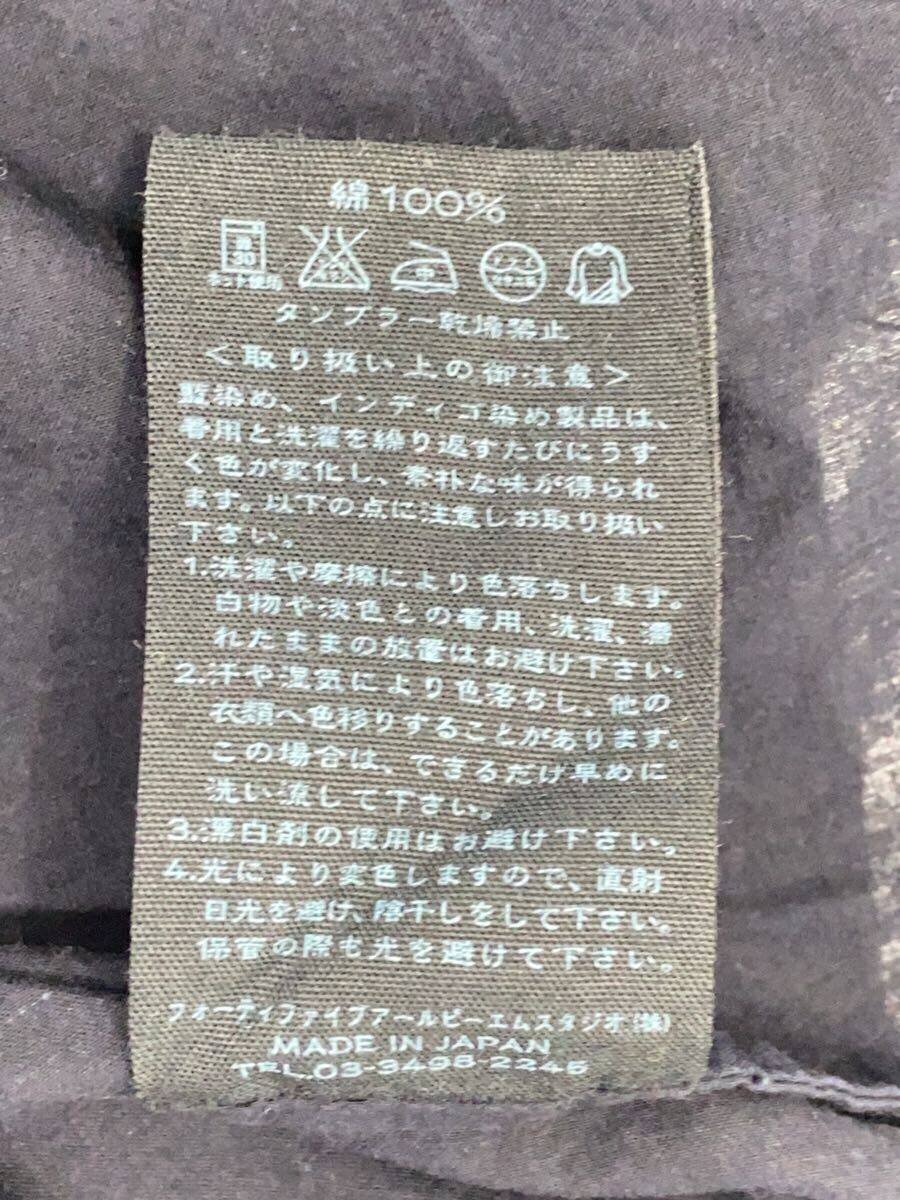 綿100%
30
ネット使用
中
タンブラー乾燥禁止
＜取り扱い上の御注意＞
藍染め、インディゴ染め製品は、
着用と洗濯を繰り返すたびにうす
く色が変化し、素朴な味が得られ
ます。以下の点に注意しお取り扱い
下さい。
1.洗濯や摩擦により色落ちします。
白物や淡色との着用、洗濯、濡
れたままの放置はお避け下さい。
2.汗や湿気により色落ちし、他の
衣類へ色移りすることがあります。
この場合は、できるだけ早めに
洗い流して下さい。
3.漂白剤の使用はお避け下さい。
4.光により変色しますので、直射
日光を避け、陰干しをして下さい。
保管の際も光を避けて下さい。
フォーティファイブアールピーエムスタジオ(株)
MADE IN JAPAN
TEL.03-3498-2245